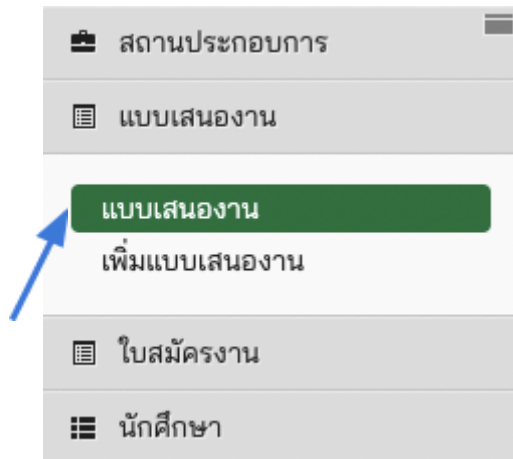 สถานประกอบการ
แบบเสนองาน
แบบเสนองาน
เพิ่มแบบเสนองาน
ใบสมัครงาน
นักศึกษา